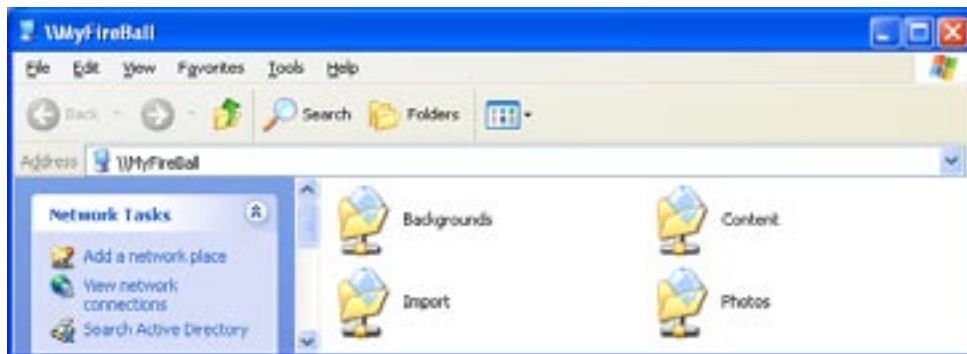 \\MyFireBall
File Edit View Favorites Tools Help
Back Search Folders
Address \\MyFireBall
Network Tasks
Add a network place
View network
connections
Search Active Directory
Backgrounds Content
Import Photos